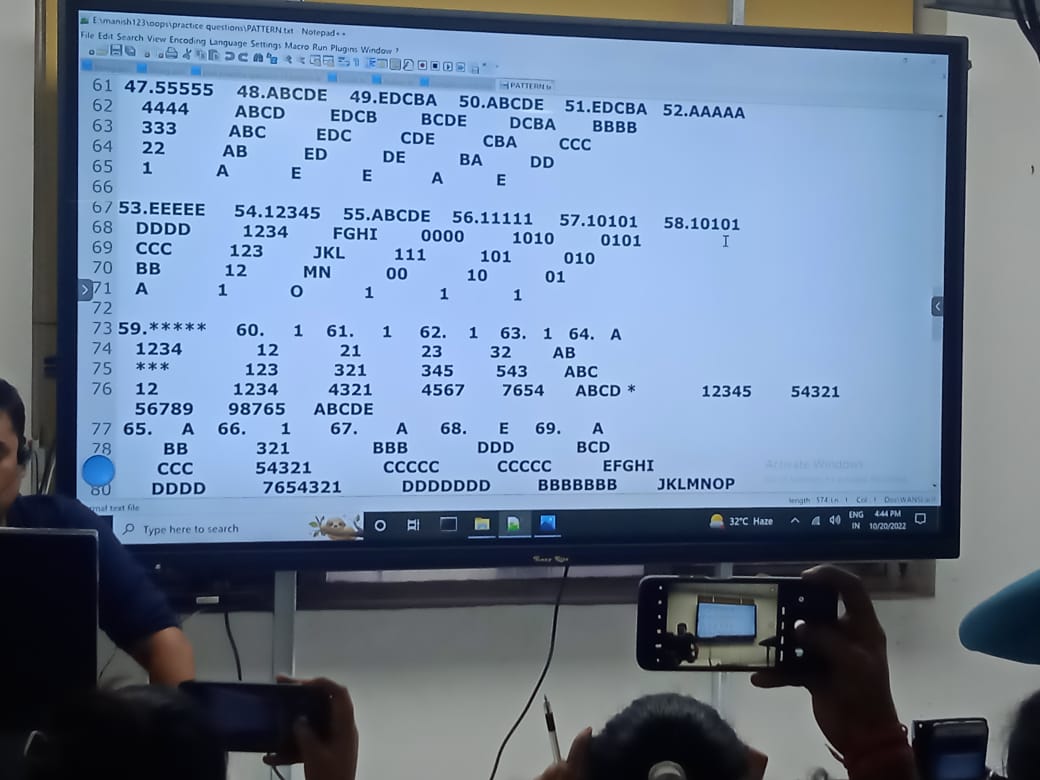 E:\manish123\oops\practice questions\PATTERN.txt Notepad++
File Edit Search View Encoding Language Settings Macro Run Plugins Window ?
PATTERN.tx
61 47.55555 48.ABCDE 49.EDCBA 50.ABCDE 51.EDCBA 52.AAAAA
62 4444 ABCD EDCB BCDE DCBA BBBB
63 333 ABC EDC CDE CBA CCC
64 22 AB ED DE BA DD
65 1 A E E A E
66
67 53.EEEEE 54.12345 55.ABCDE 56.11111 57.10101 58.10101
68 DDDD 1234 FGHI 0000 1010 0101
69 CCC 123 JKL 111 101 010
70 BB 12 MN 00 10 01
71 A 1 O 1 1 1
72
73 59.***** 60. 1 61. 1 62. 1 63. 1 64. A
74 1234 12 21 23 32 AB
75 *** 123 321 345 543 ABC
76 12 1234 4321 4567 7654 ABCD * 12345 54321
56789 98765 ABCDE
77 65. A 66. 1 67. A 68. E 69. A
78 BB 321 BBB DDD BCD
CCC 54321 CCCCC CCCCC EFGHI
80 DDDD 7654321 DDDDDDD BBBBBBB JKLMNOP
Activate Windows
mal text file length Ln Col
Type here to search
32°C Haze ENG IN 4:44 PM 10/20/2022